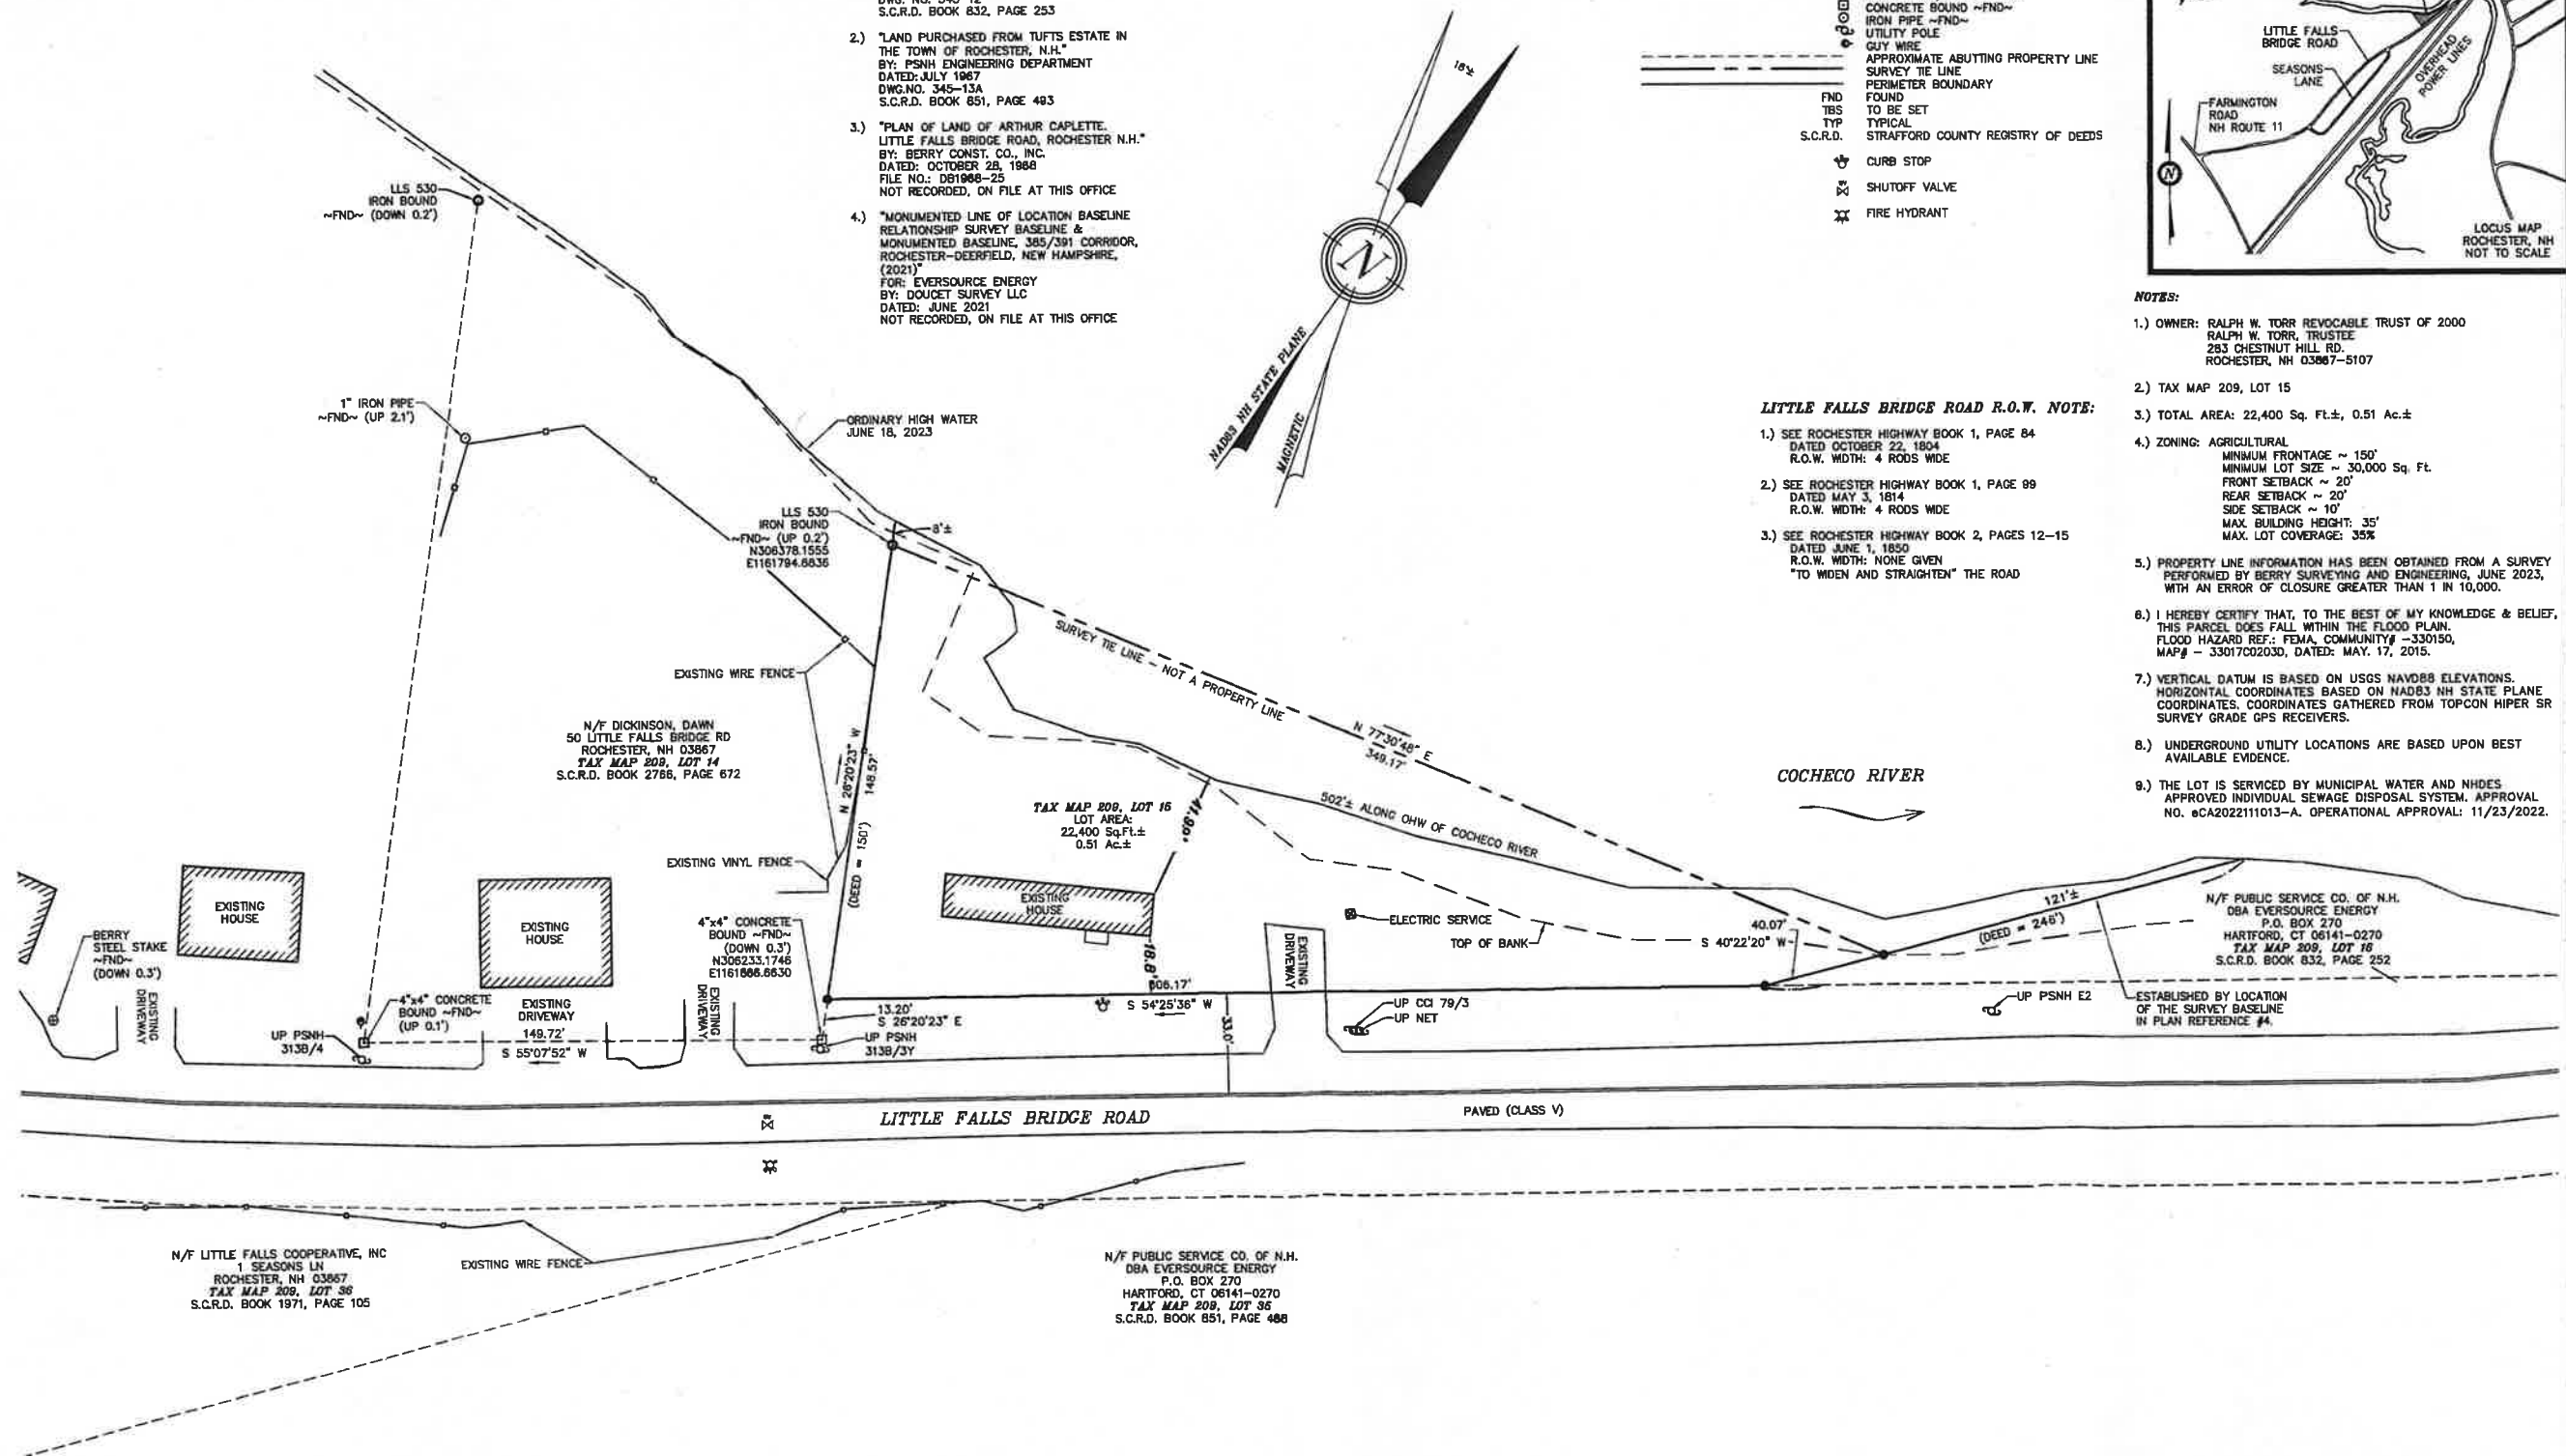 S.C.R.D. BOOK 832, PAGE 253
2.) "LAND PURCHASED FROM TUFTS ESTATE IN
THE TOWN OF ROCHESTER, N.H."
BY: PSNH ENGINEERING DEPARTMENT
DATED: JULY 1967
DWG.NO. 345-13A
S.C.R.D. BOOK 851, PAGE 493
3.) "PLAN OF LAND OF ARTHUR CAPLETTE.
LITTLE FALLS BRIDGE ROAD, ROCHESTER N.H."
BY: BERRY CONST. CO., INC.
DATED: OCTOBER 28, 1988
FILE NO.: DB1988-25
NOT RECORDED, ON FILE AT THIS OFFICE
4.) "MONUMENTED LINE OF LOCATION BASELINE
RELATIONSHIP SURVEY BASELINE &
MONUMENTED BASELINE, 385/391 CORRIDOR,
ROCHESTER-DEERFIELD, NEW HAMPSHIRE,
(2021)"
FOR: EVERSOURCE ENERGY
BY: DOUCET SURVEY LLC
DATED: JUNE 2021
NOT RECORDED, ON FILE AT THIS OFFICE
16°±
N
NAD83 NH STATE PLANE
MAGNETIC
CONCRETE BOUND ~FND~
IRON PIPE ~FND~
UTILITY POLE
GUY WIRE
APPROXIMATE ABUTTING PROPERTY LINE
SURVEY TIE LINE
PERIMETER BOUNDARY
FND FOUND
TBS TO BE SET
TYP TYPICAL
S.C.R.D. STRAFFORD COUNTY REGISTRY OF DEEDS
CURB STOP
SHUTOFF VALVE
FIRE HYDRANT
LITTLE FALLS
BRIDGE ROAD
SEASONS
LANE
OVERHEAD
POWER LINES
FARMINGTON
ROAD
NH ROUTE 11
N
LOCUS MAP
ROCHESTER, NH
NOT TO SCALE
NOTES:
1.) OWNER: RALPH W. TORR REVOCABLE TRUST OF 2000
RALPH W. TORR, TRUSTEE
283 CHESTNUT HILL RD.
ROCHESTER, NH 03867-5107
2.) TAX MAP 209, LOT 15
3.) TOTAL AREA: 22,400 Sq. Ft.±, 0.51 Ac.±
4.) ZONING: AGRICULTURAL
MINIMUM FRONTAGE ~ 150'
MINIMUM LOT SIZE ~ 30,000 Sq. Ft.
FRONT SETBACK ~ 20'
REAR SETBACK ~ 20'
SIDE SETBACK ~ 10'
MAX. BUILDING HEIGHT: 35'
MAX. LOT COVERAGE: 35%
5.) PROPERTY LINE INFORMATION HAS BEEN OBTAINED FROM A SURVEY
PERFORMED BY BERRY SURVEYING AND ENGINEERING, JUNE 2023,
WITH AN ERROR OF CLOSURE GREATER THAN 1 IN 10,000.
6.) I HEREBY CERTIFY THAT, TO THE BEST OF MY KNOWLEDGE & BELIEF,
THIS PARCEL DOES FALL WITHIN THE FLOOD PLAIN.
FLOOD HAZARD REF.: FEMA, COMMUNITY# -330150,
MAP# - 33017C0203D, DATED: MAY. 17, 2015.
7.) VERTICAL DATUM IS BASED ON USGS NAVD88 ELEVATIONS.
HORIZONTAL COORDINATES BASED ON NAD83 NH STATE PLANE
COORDINATES. COORDINATES GATHERED FROM TOPCON HIPER SR
SURVEY GRADE GPS RECEIVERS.
8.) UNDERGROUND UTILITY LOCATIONS ARE BASED UPON BEST
AVAILABLE EVIDENCE.
9.) THE LOT IS SERVICED BY MUNICIPAL WATER AND NHDES
APPROVED INDIVIDUAL SEWAGE DISPOSAL SYSTEM. APPROVAL
NO. eCA2022111013-A. OPERATIONAL APPROVAL: 11/23/2022.
LITTLE FALLS BRIDGE ROAD R.O.W. NOTE:
1.) SEE ROCHESTER HIGHWAY BOOK 1, PAGE 84
DATED OCTOBER 22, 1804
R.O.W. WIDTH: 4 RODS WIDE
2.) SEE ROCHESTER HIGHWAY BOOK 1, PAGE 99
DATED MAY 3, 1814
R.O.W. WIDTH: 4 RODS WIDE
3.) SEE ROCHESTER HIGHWAY BOOK 2, PAGES 12-15
DATED JUNE 1, 1850
R.O.W. WIDTH: NONE GIVEN
"TO WIDEN AND STRAIGHTEN" THE ROAD
LLS 530
IRON BOUND
~FND~ (DOWN 0.2')
1" IRON PIPE
~FND~ (UP 2.1')
ORDINARY HIGH WATER
JUNE 18, 2023
LLS 530
IRON BOUND
~FND~ (UP 0.2')
N306378.1555
E1161794.6836
8'±
EXISTING WIRE FENCE
SURVEY TIE LINE - NOT A PROPERTY LINE
N 77°30'48" E
349.17'
N/F DICKINSON, DAWN
50 LITTLE FALLS BRIDGE RD
ROCHESTER, NH 03867
TAX MAP 209, LOT 14
S.C.R.D. BOOK 2766, PAGE 672
N 26°20'23" W
148.57'
(DEED = 150')
TAX MAP 209, LOT 15
LOT AREA:
22,400 Sq.Ft.±
0.51 Ac.±
41.99'
502'± ALONG OHW OF COCHECO RIVER
COCHECO RIVER
EXISTING VINYL FENCE
EXISTING
HOUSE
EXISTING
HOUSE
EXISTING
HOUSE
4"x4" CONCRETE
BOUND ~FND~
(DOWN 0.3')
N306233.1746
E1161866.6630
ELECTRIC SERVICE
TOP OF BANK
EXISTING
DRIVEWAY
40.07'
S 40°22'20" W
121'±
(DEED = 246')
N/F PUBLIC SERVICE CO. OF N.H.
DBA EVERSOURCE ENERGY
P.O. BOX 270
HARTFORD, CT 06141-0270
TAX MAP 209, LOT 16
S.C.R.D. BOOK 832, PAGE 252
BERRY
STEEL STAKE
~FND~
(DOWN 0.3')
EXISTING
DRIVEWAY
4"x4" CONCRETE
BOUND ~FND~
(UP 0.1')
UP PSNH
313B/4
EXISTING
DRIVEWAY
149.72'
S 55°07'52" W
EXISTING
DRIVEWAY
13.20'
S 26°20'23" E
UP PSNH
313B/3Y
18.8'
306.17'
S 54°25'36" W
33.0'
UP CCI 79/3
UP NET
UP PSNH E2
ESTABLISHED BY LOCATION
OF THE SURVEY BASELINE
IN PLAN REFERENCE #4.
LITTLE FALLS BRIDGE ROAD
PAVED (CLASS V)
N/F LITTLE FALLS COOPERATIVE, INC
1 SEASONS LN
ROCHESTER, NH 03867
TAX MAP 209, LOT 36
S.C.R.D. BOOK 1971, PAGE 105
EXISTING WIRE FENCE
N/F PUBLIC SERVICE CO. OF N.H.
DBA EVERSOURCE ENERGY
P.O. BOX 270
HARTFORD, CT 06141-0270
TAX MAP 209, LOT 35
S.C.R.D. BOOK 851, PAGE 488